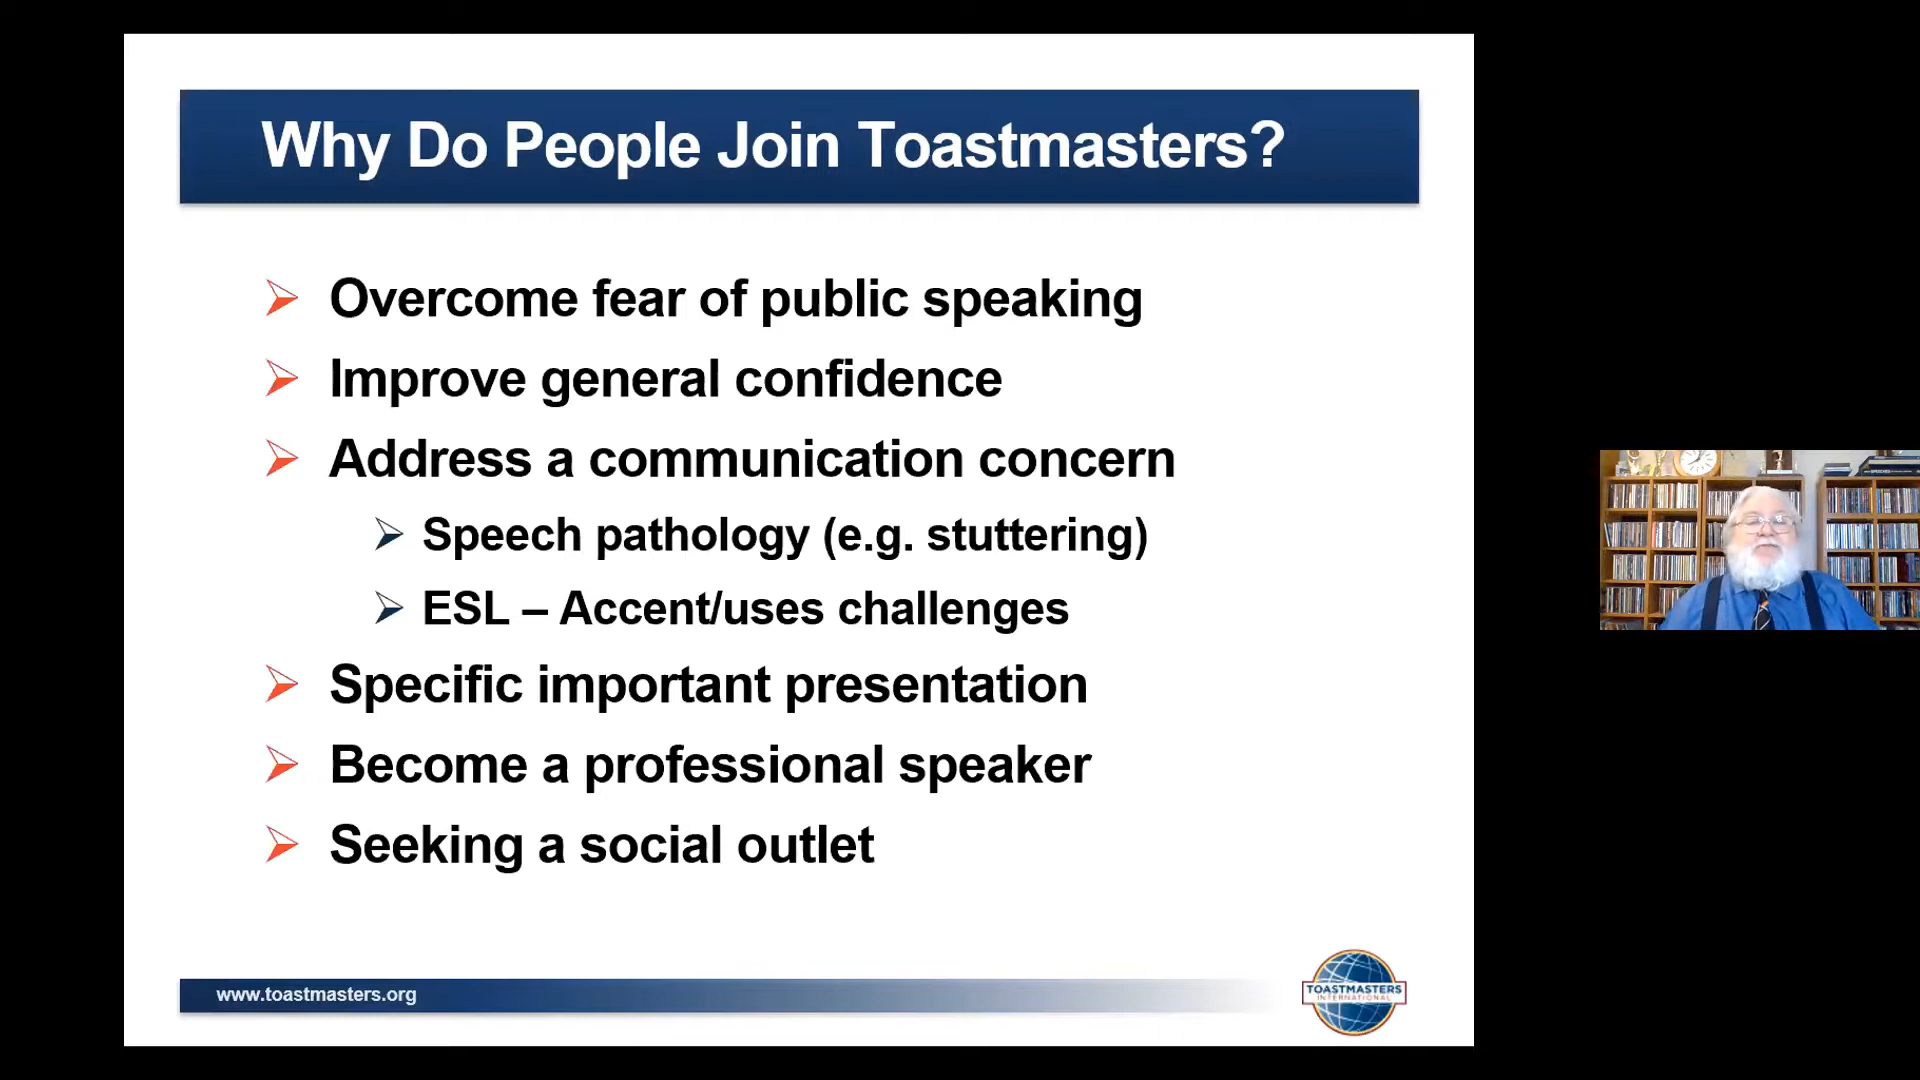 Why Do People Join Toastmasters?
Overcome fear of public speaking
Improve general confidence
Address a communication concern
Speech pathology (e.g. stuttering)
ESL – Accent/uses challenges
Specific important presentation
Become a professional speaker
Seeking a social outlet
www.toastmasters.org
TOASTMASTERS
INTERNATIONAL